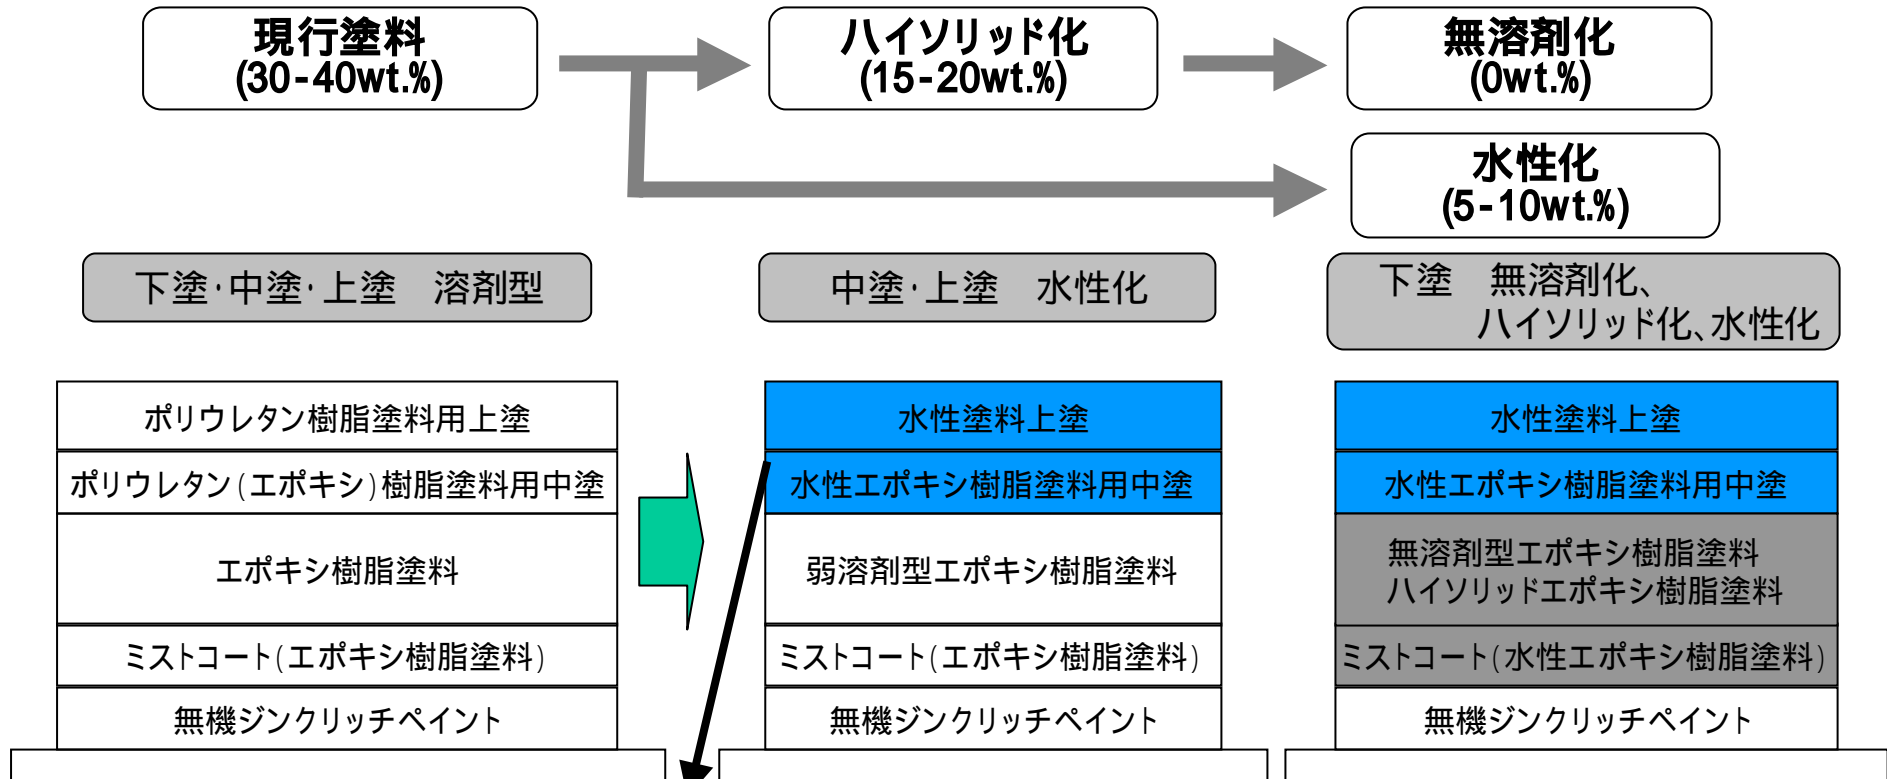 現行塗料
(30-40wt.%)
ハイソリッド化
(15-20wt.%)
無溶剤化
(0wt.%)
水性化
(5-10wt.%)
下塗・中塗・上塗　溶剤型
中塗・上塗　水性化
下塗　無溶剤化、
ハイソリッド化、水性化
ポリウレタン樹脂塗料用上塗
ポリウレタン(エポキシ)樹脂塗料用中塗
エポキシ樹脂塗料
ミストコート(エポキシ樹脂塗料)
無機ジンクリッチペイント
水性塗料上塗
水性エポキシ樹脂塗料用中塗
弱溶剤型エポキシ樹脂塗料
ミストコート(エポキシ樹脂塗料)
無機ジンクリッチペイント
水性塗料上塗
水性エポキシ樹脂塗料用中塗
無溶剤型エポキシ樹脂塗料
ハイソリッドエポキシ樹脂塗料
ミストコート(水性エポキシ樹脂塗料)
無機ジンクリッチペイント